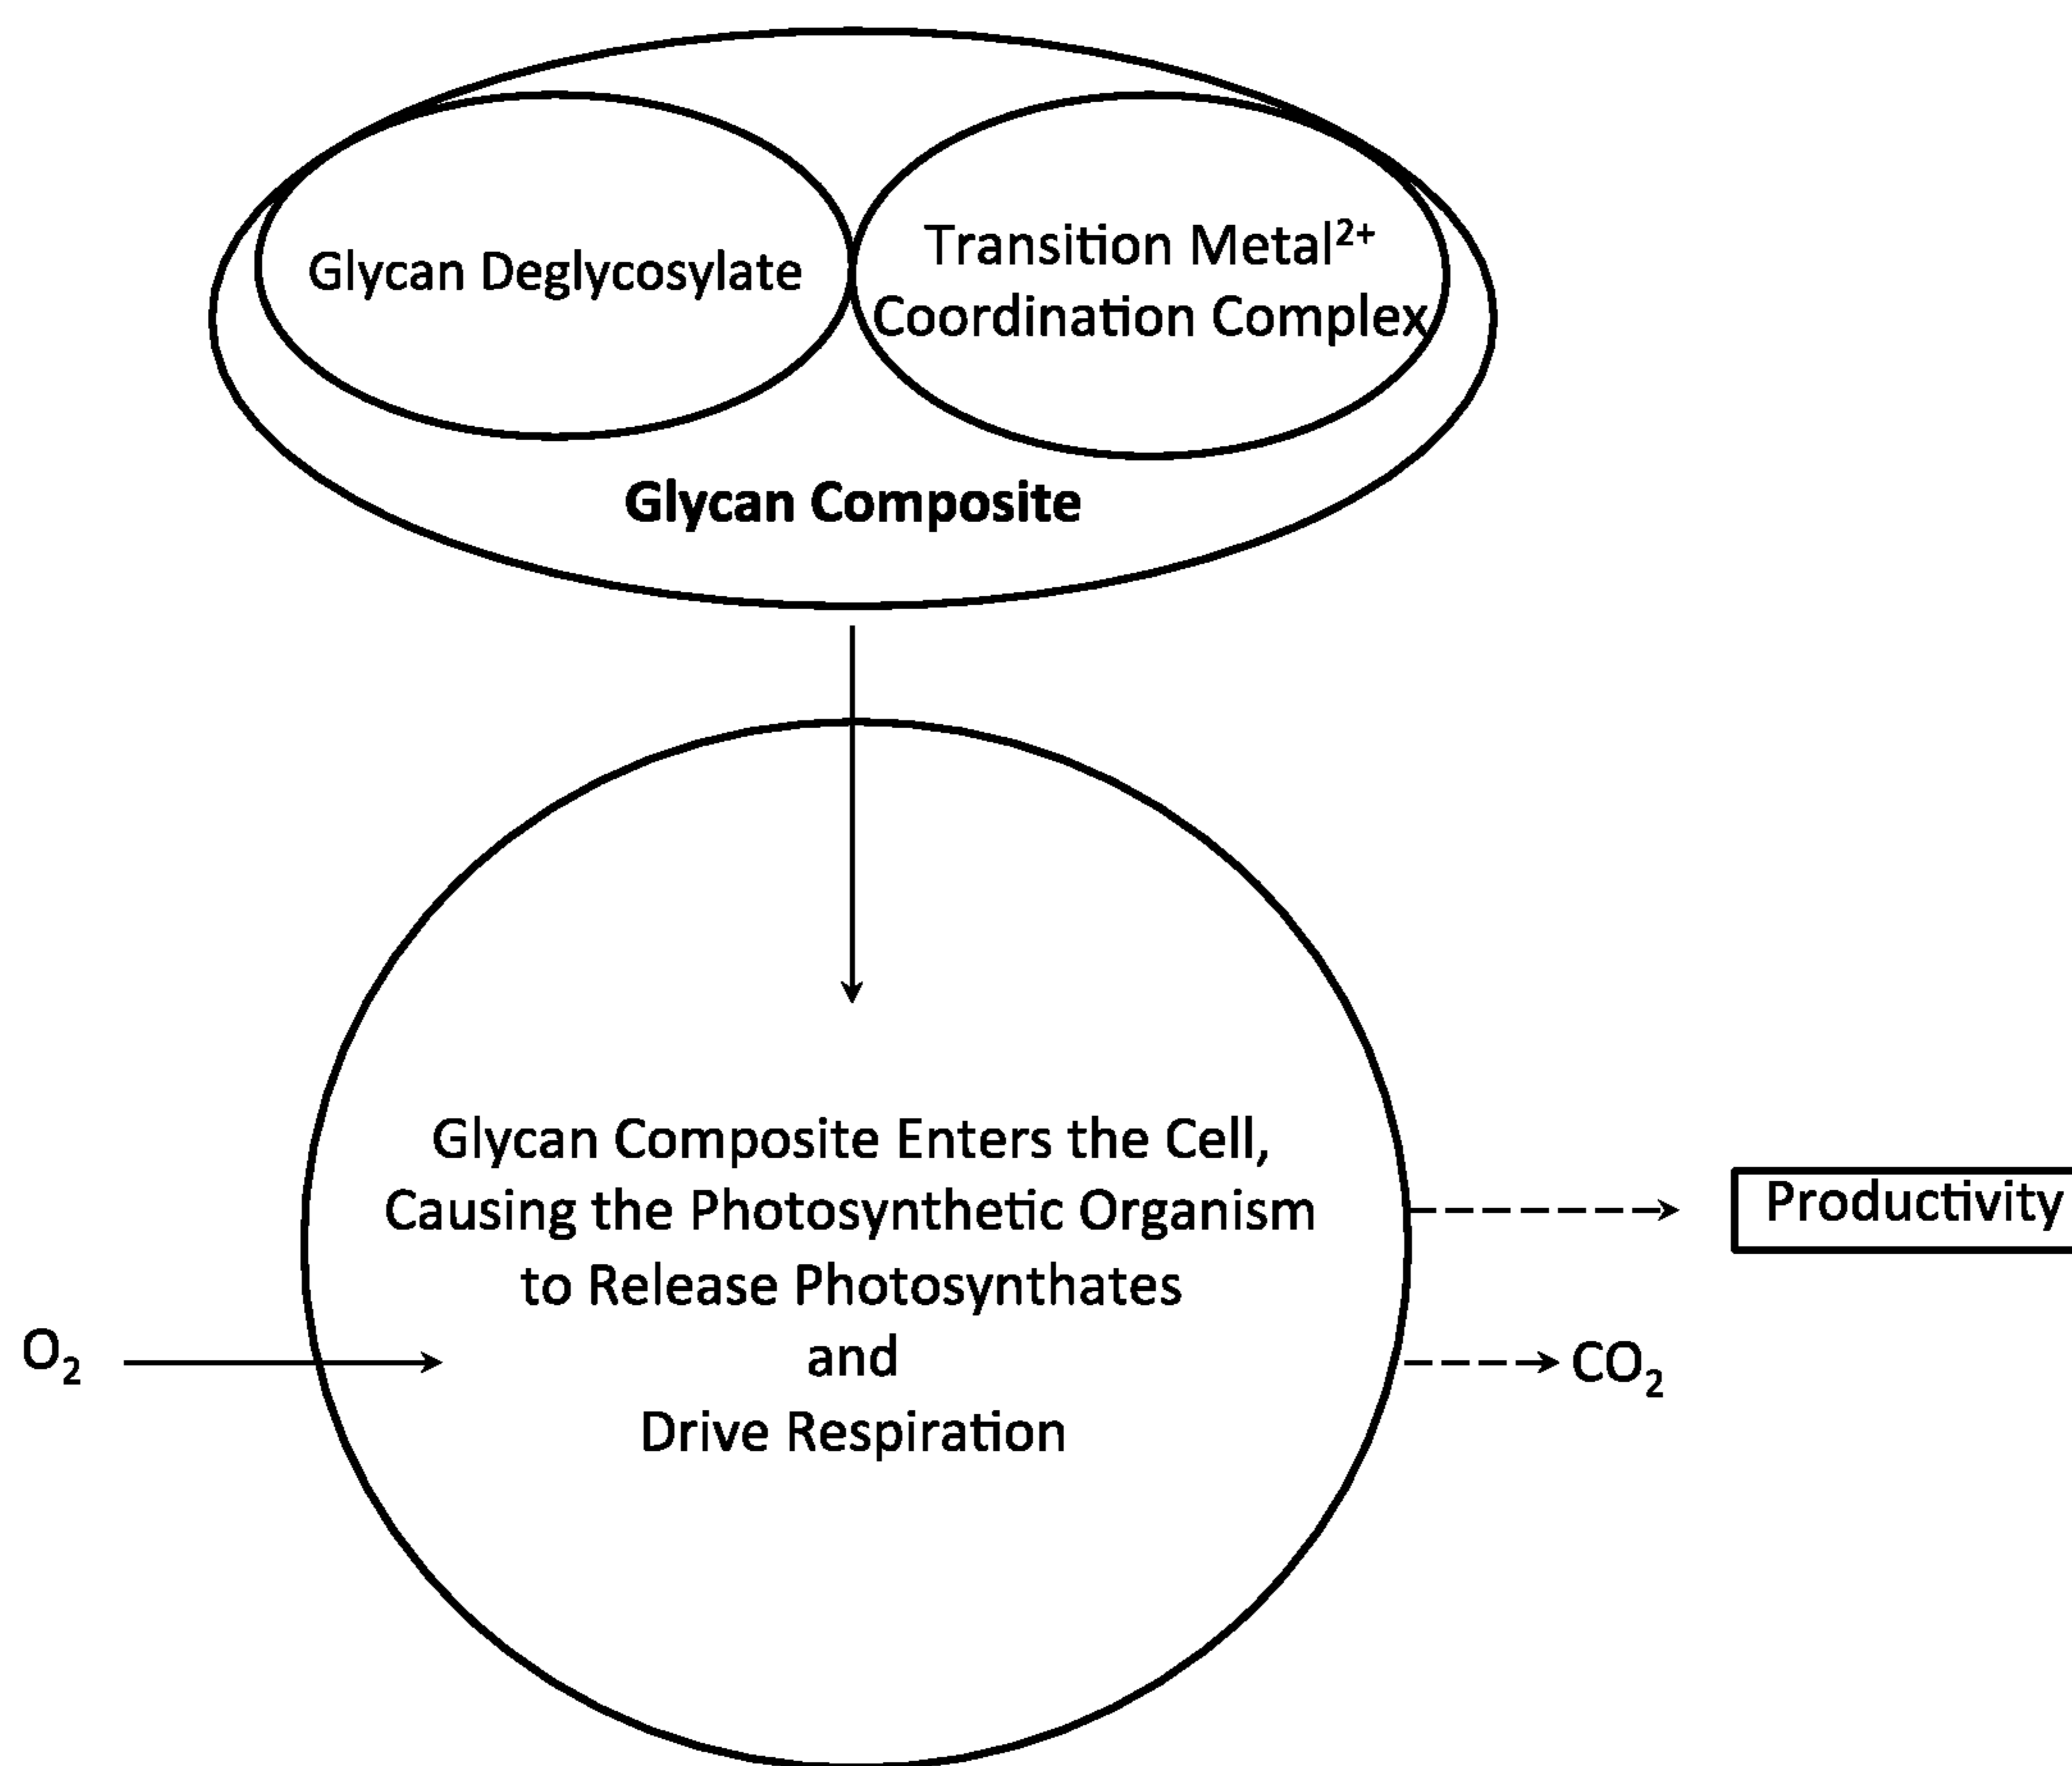 Glycan Deglycosylate
Transition Metal²⁺
Coordination Complex
Glycan Composite
Glycan Composite Enters the Cell,
Causing the Photosynthetic Organism
to Release Photosynthates
and
Drive Respiration
Productivity
O₂
CO₂